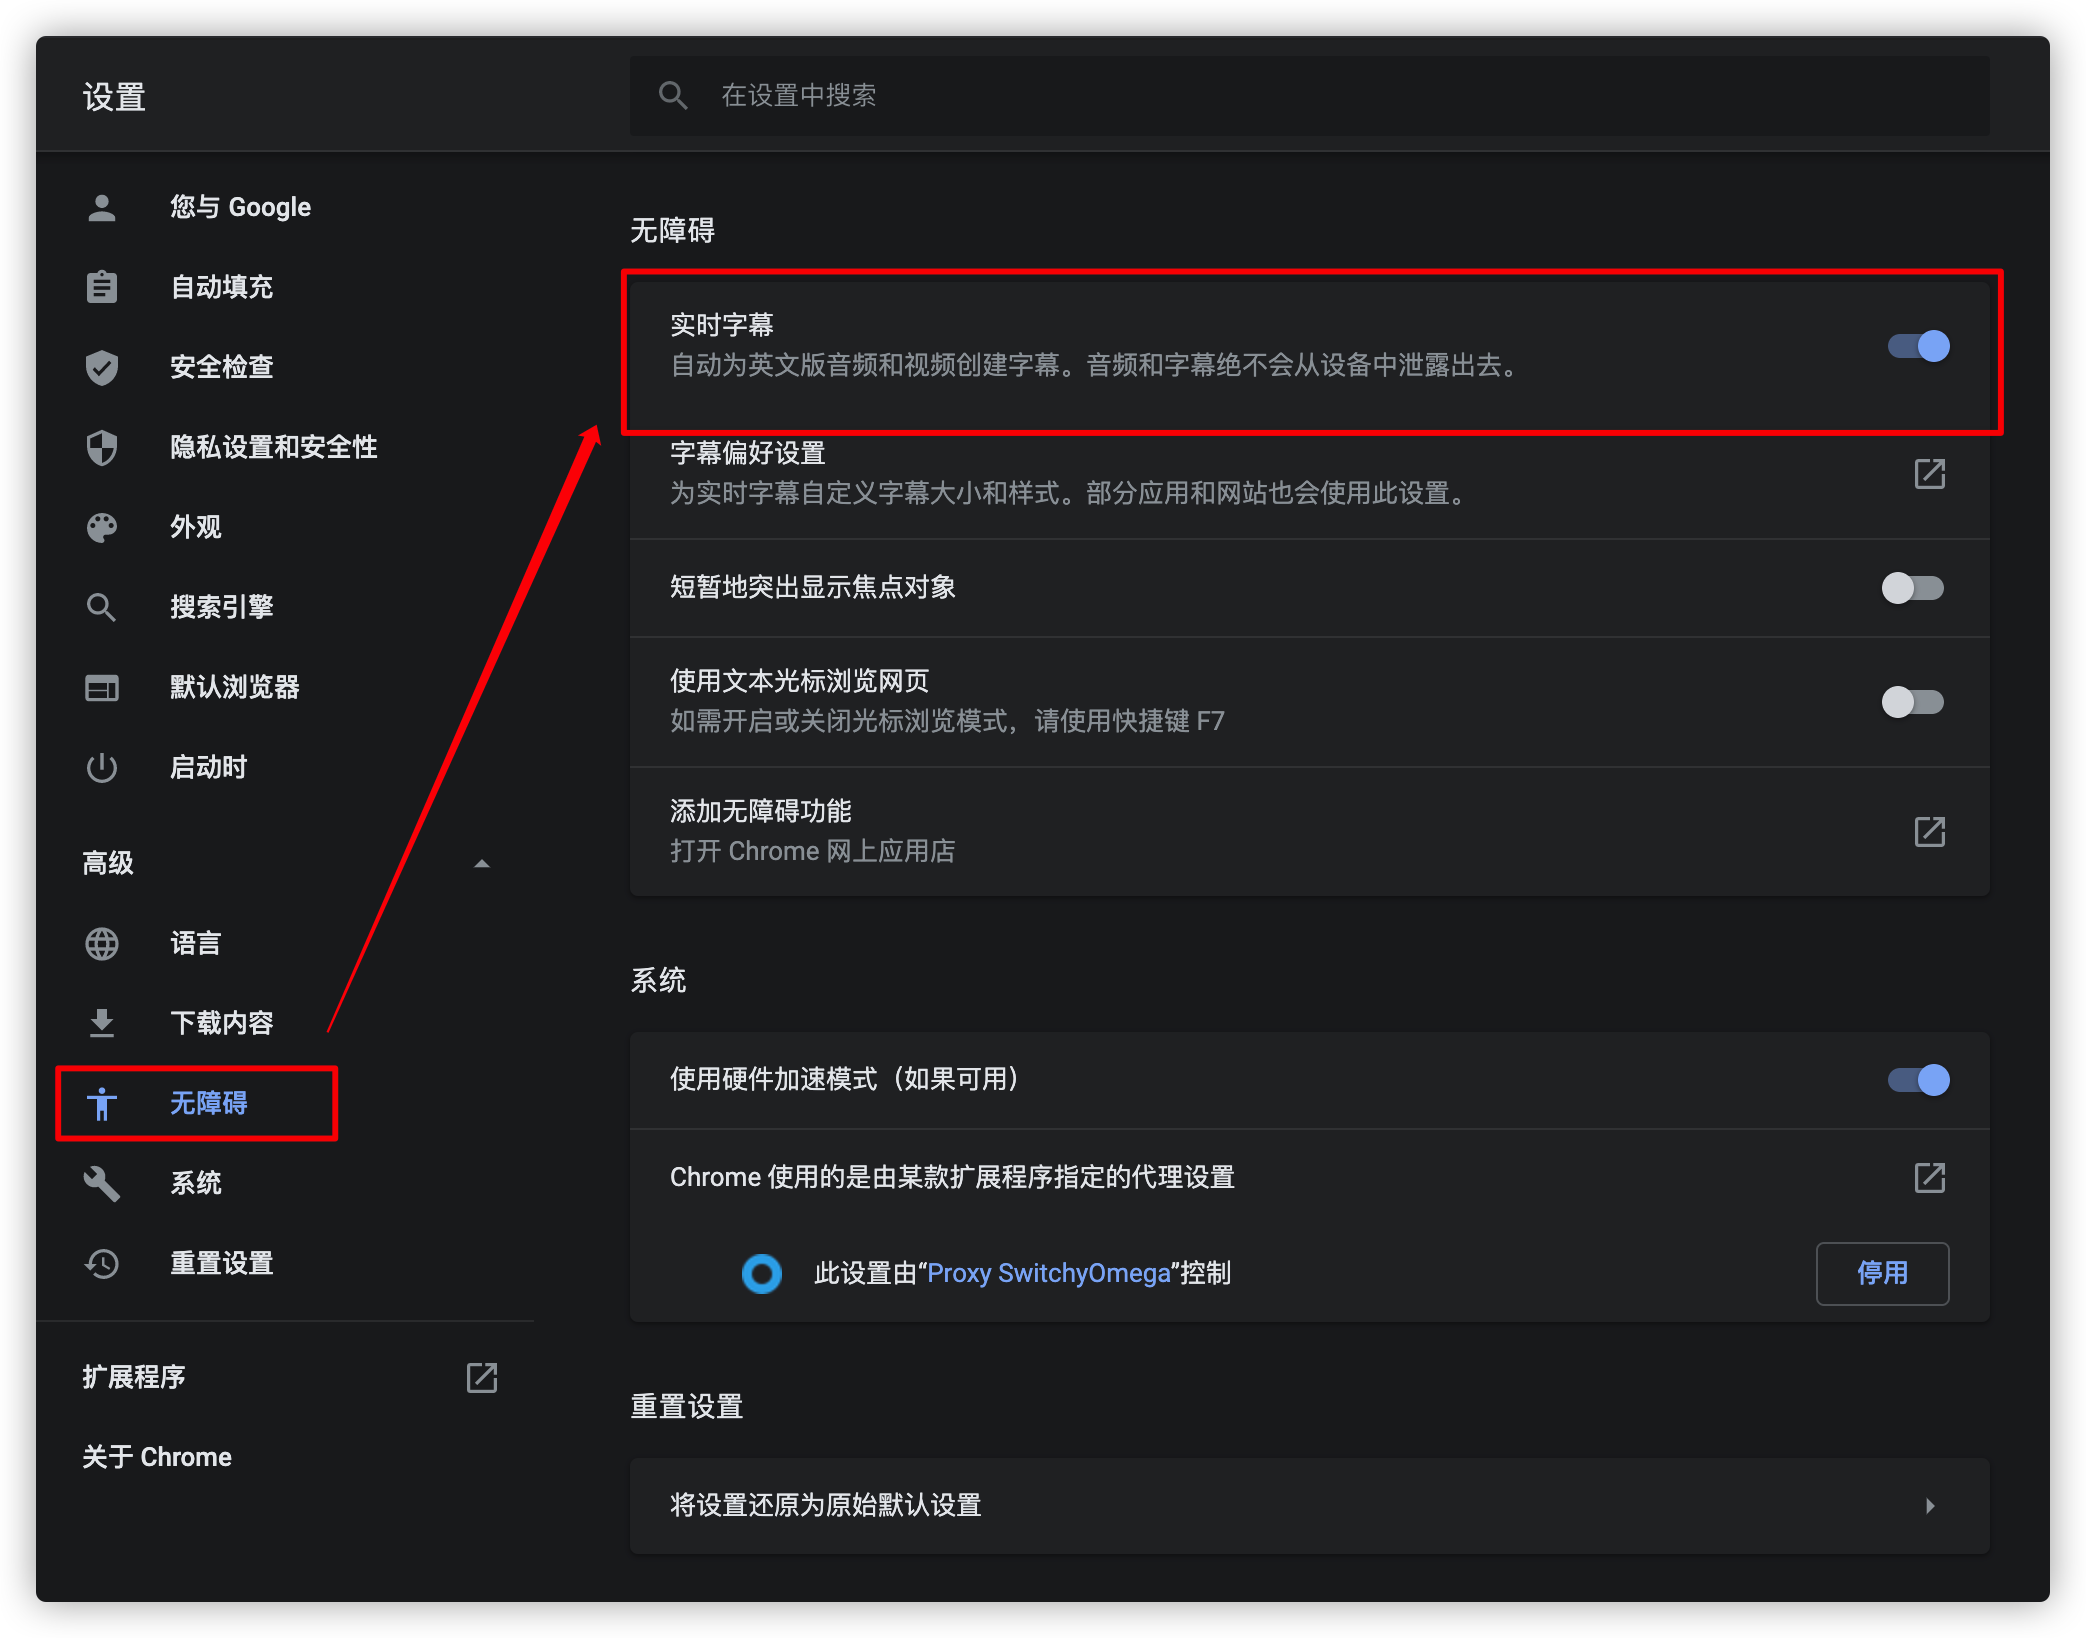 设置
在设置中搜索
您与 Google
自动填充
安全检查
隐私设置和安全性
外观
搜索引擎
默认浏览器
启动时
高级
语言
下载内容
无障碍
系统
重置设置
扩展程序
关于 Chrome
无障碍
实时字幕
自动为英文版音频和视频创建字幕。音频和字幕绝不会从设备中泄露出去。
字幕偏好设置
为实时字幕自定义字幕大小和样式。部分应用和网站也会使用此设置。
短暂地突出显示焦点对象
使用文本光标浏览网页
如需开启或关闭光标浏览模式，请使用快捷键 F7
添加无障碍功能
打开 Chrome 网上应用店
系统
使用硬件加速模式（如果可用）
Chrome 使用的是由某款扩展程序指定的代理设置
此设置由“Proxy SwitchyOmega”控制
停用
重置设置
将设置还原为原始默认设置